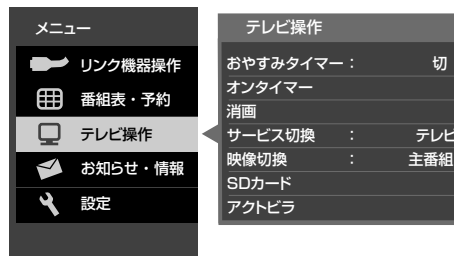 メニュー
リンク機器操作
番組表・予約
テレビ操作
お知らせ・情報
設定
テレビ操作
おやすみタイマー： 切
オンタイマー
消画
サービス切換 ： テレビ
映像切換 ： 主番組
SDカード
アクトビラ